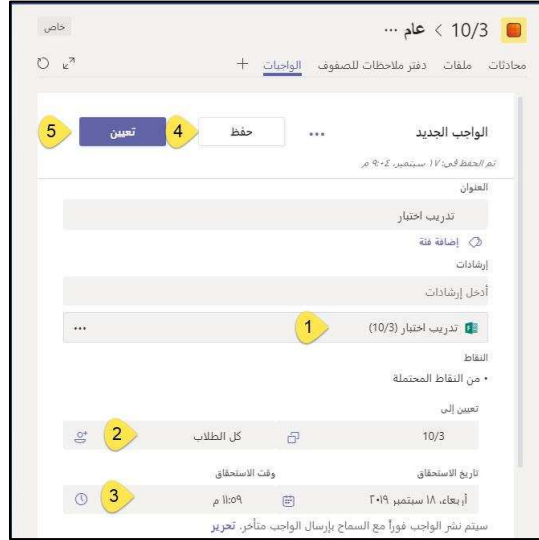 10/3 > عام ...
خاص
محادثات ملفات دفتر ملاحظات للصفوف الواجبات +
الواجب الجديد ... حفظ 4 تعيين 5
تم الحفظ في: ١٧ سبتمبر، ٩:٠٤ م
العنوان
تدريب اختبار
إضافة فئة
إرشادات
أدخل إرشادات
تدريب اختبار (10/3) 1 ...
النقاط
• من النقاط المحتملة
تعيين إلى
10/3 كل الطلاب 2
تاريخ الاستحقاق وقت الاستحقاق
أربعاء، ١٨ سبتمبر ٢٠١٩ ١١:٥٩ م 3
سيتم نشر الواجب فوراً مع السماح بإرسال الواجب متأخر. تحرير